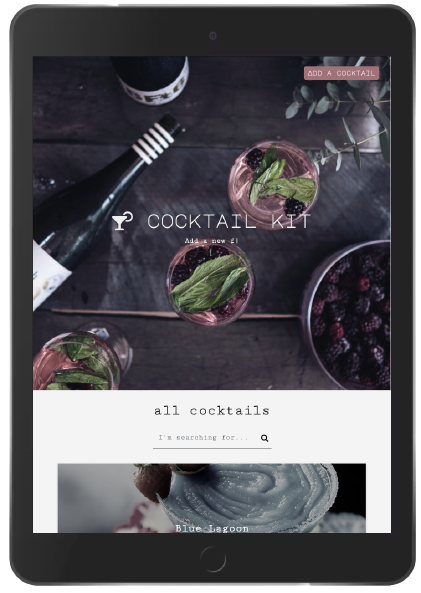 ADD A COCKTAIL
COCKTAIL KIT
Add a new f|
all cocktails
I'm searching for...
Blue Lagoon